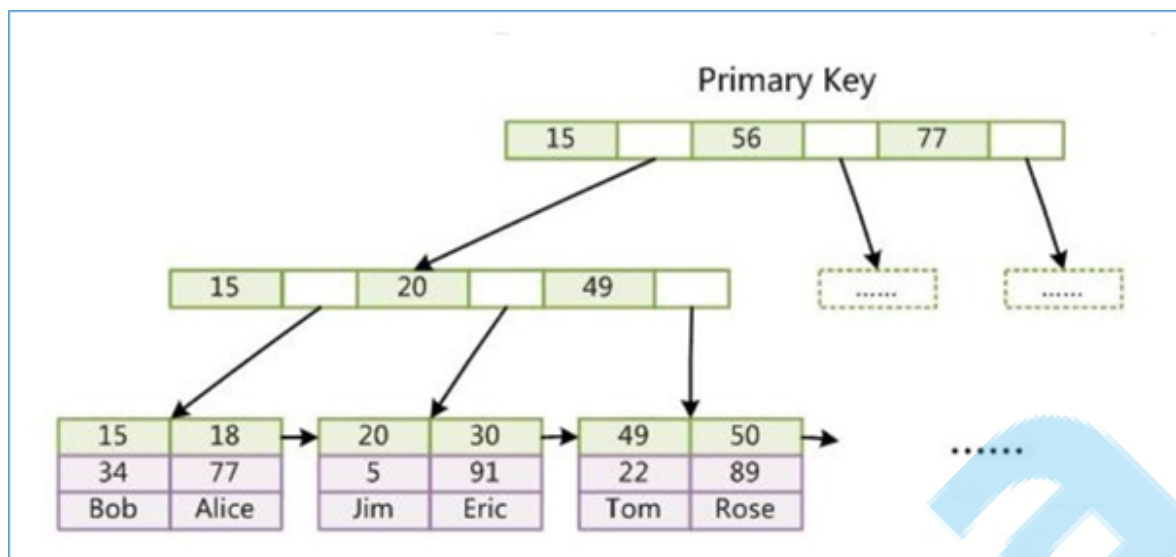 Primary Key
15 56 77
15 20 49
...... ......
15 18 20 30 49 50
34 77 5 91 22 89
Bob Alice Jim Eric Tom Rose
......